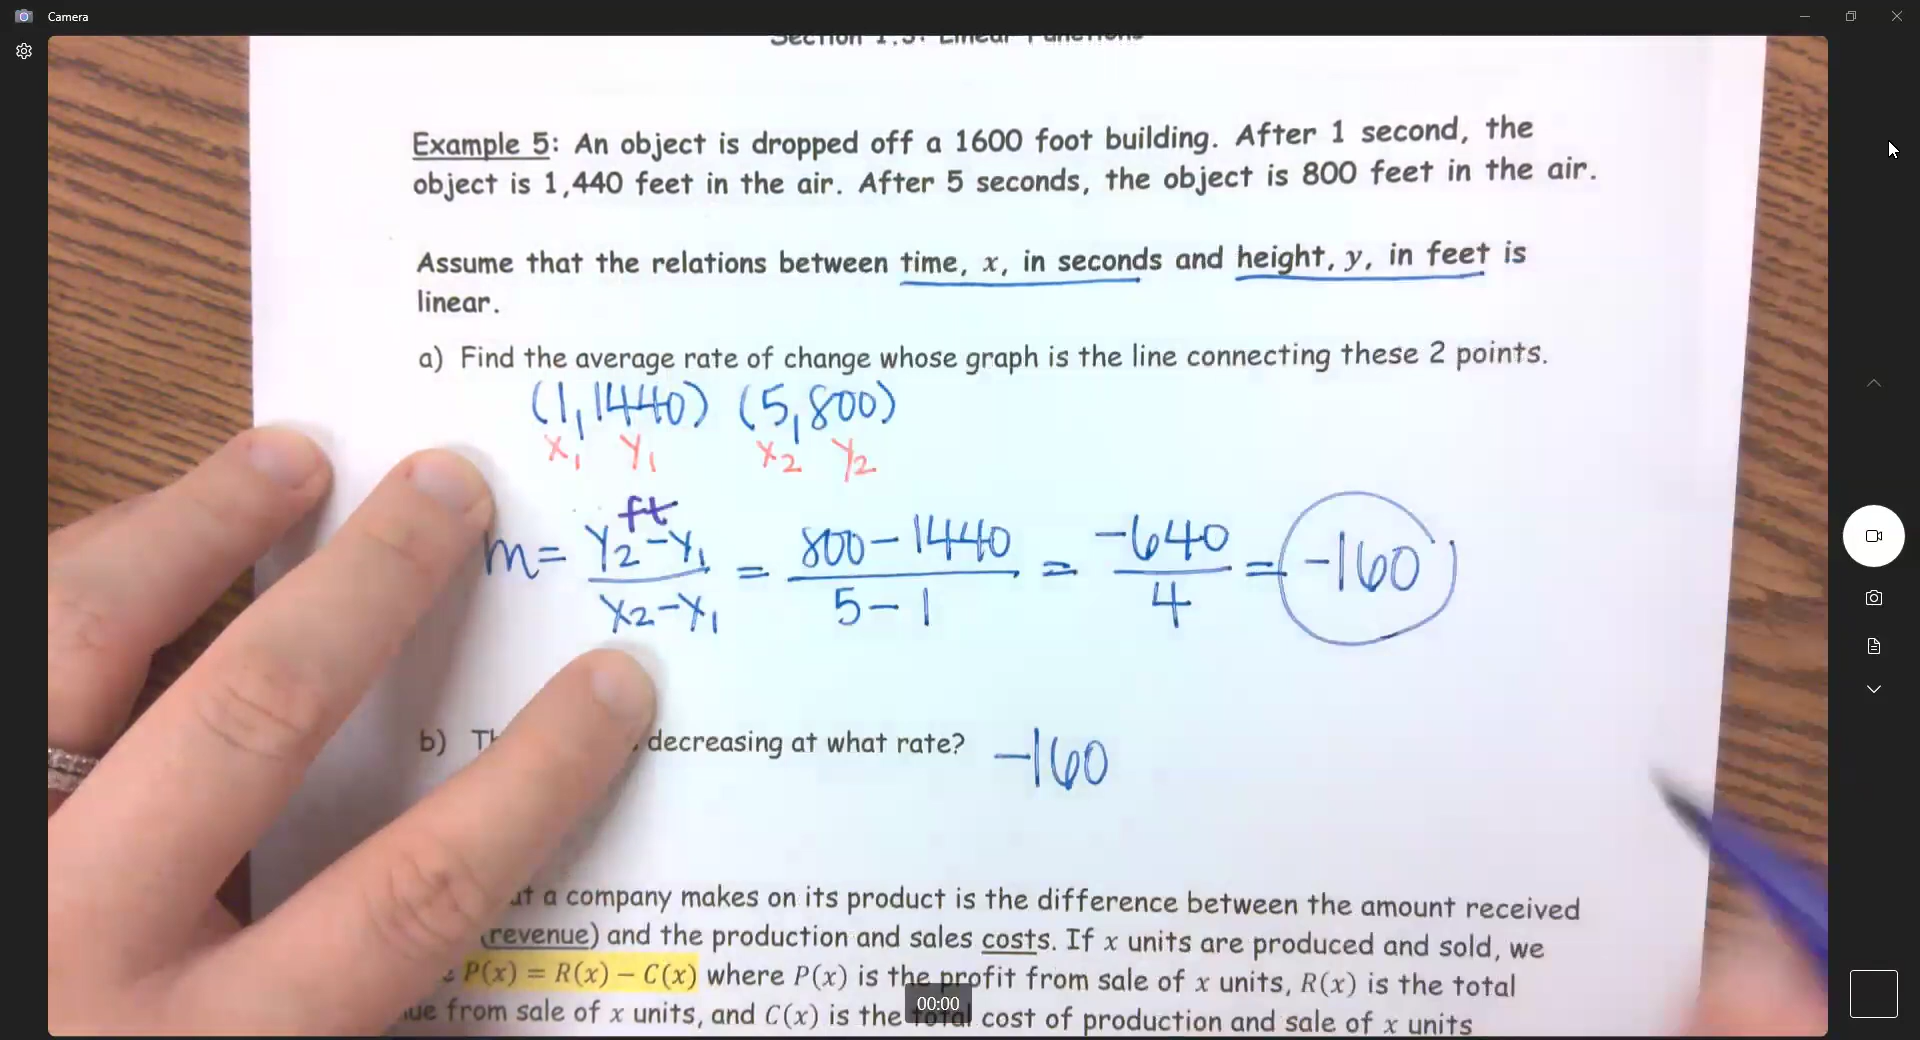 Camera
Section 1.3: Linear Functions
Example 5: An object is dropped off a 1600 foot building. After 1 second, the
object is 1,440 feet in the air. After 5 seconds, the object is 800 feet in the air.
Assume that the relations between time, x, in seconds and height, y, in feet is
linear.
a) Find the average rate of change whose graph is the line connecting these 2 points.
(1,1440) (5,800)
x₁ y₁ x₂ y₂
ft
m = y₂-y₁/x₂-x₁ = 800-1440/5-1 = -640/4 = -160
b) decreasing at what rate? -160
a company makes on its product is the difference between the amount received
(revenue) and the production and sales costs. If x units are produced and sold, we
P(x) = R(x) – C(x) where P(x) is the profit from sale of x units, R(x) is the total
from sale of x units, and C(x) is the total cost of production and sale of x units
00:00